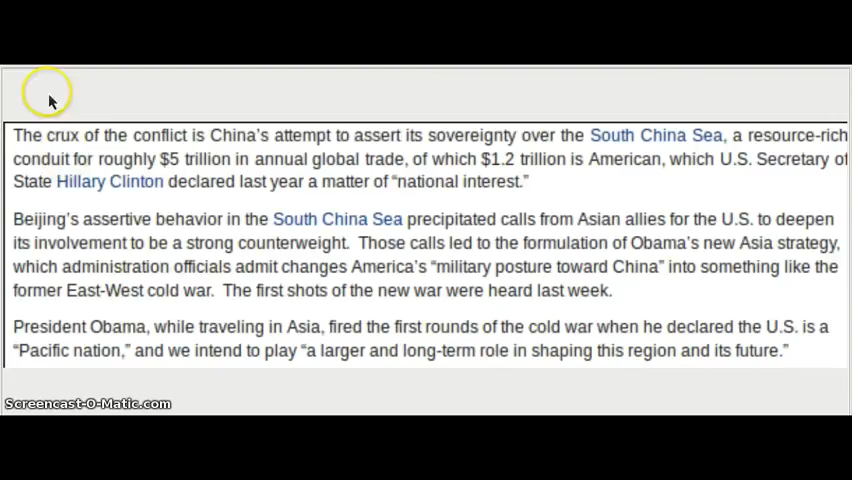 The crux of the conflict is China's attempt to assert its sovereignty over the South China Sea, a resource-rich
conduit for roughly $5 trillion in annual global trade, of which $1.2 trillion is American, which U.S. Secretary of
State Hillary Clinton declared last year a matter of “national interest.”
Beijing's assertive behavior in the South China Sea precipitated calls from Asian allies for the U.S. to deepen
its involvement to be a strong counterweight.  Those calls led to the formulation of Obama's new Asia strategy,
which administration officials admit changes America's “military posture toward China” into something like the
former East-West cold war.  The first shots of the new war were heard last week.
President Obama, while traveling in Asia, fired the first rounds of the cold war when he declared the U.S. is a
“Pacific nation,” and we intend to play “a larger and long-term role in shaping this region and its future.”
Screencast-O-Matic.com